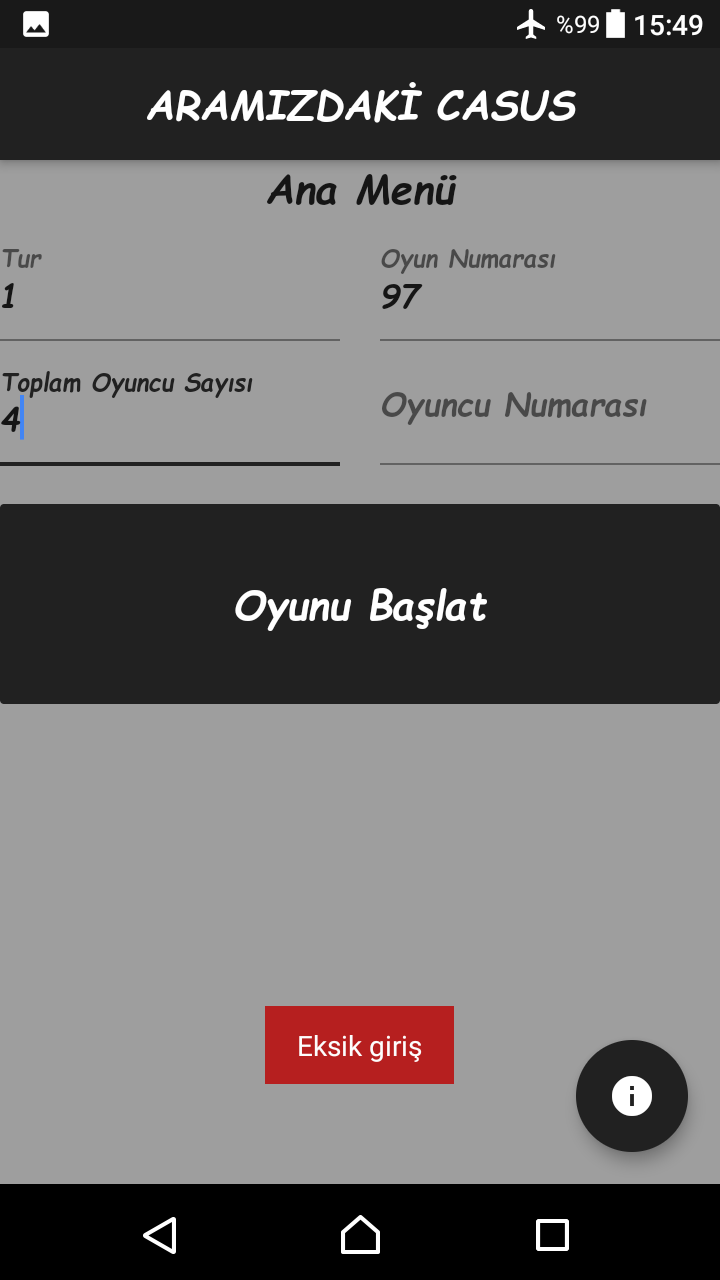 %99 15:49
ARAMIZDAKİ CASUS
Ana Menü
Tur
1
Oyun Numarası
97
Toplam Oyuncu Sayısı
4
Oyuncu Numarası
Oyunu Başlat
Eksik giriş